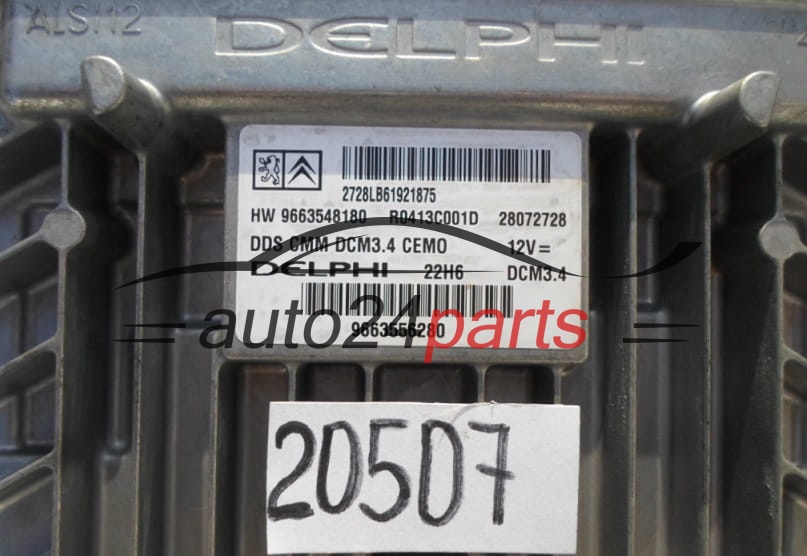 ALS112
DELPHI
2728LB61921875
HW 9663548180 R0413C001D 28072728
DDS CMM DCM3.4 CEMO 12V=
DELPHI 22H6 DCM3.4
auto24parts
9663556280
20507